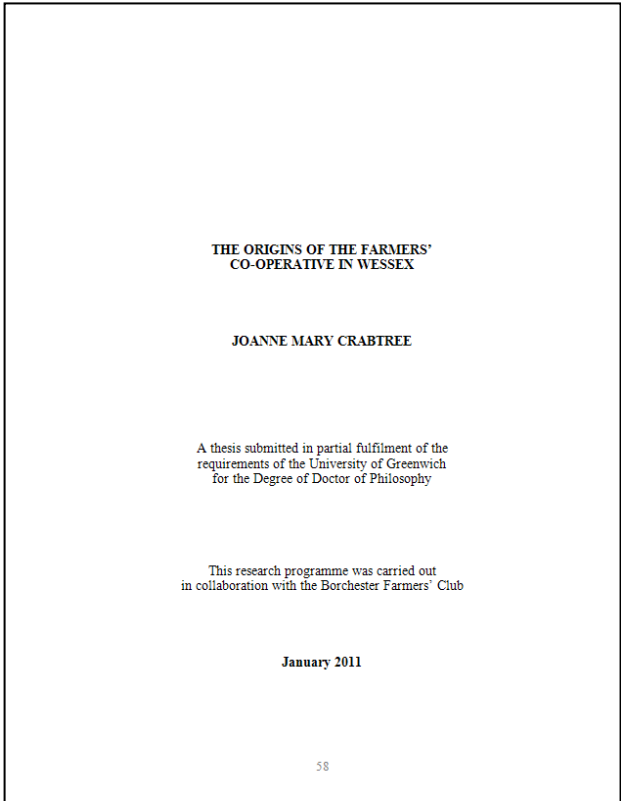 THE ORIGINS OF THE FARMERS’
CO-OPERATIVE IN WESSEX
JOANNE MARY CRABTREE
A thesis submitted in partial fulfilment of the
requirements of the University of Greenwich
for the Degree of Doctor of Philosophy
This research programme was carried out
in collaboration with the Borchester Farmers’ Club
January 2011
58